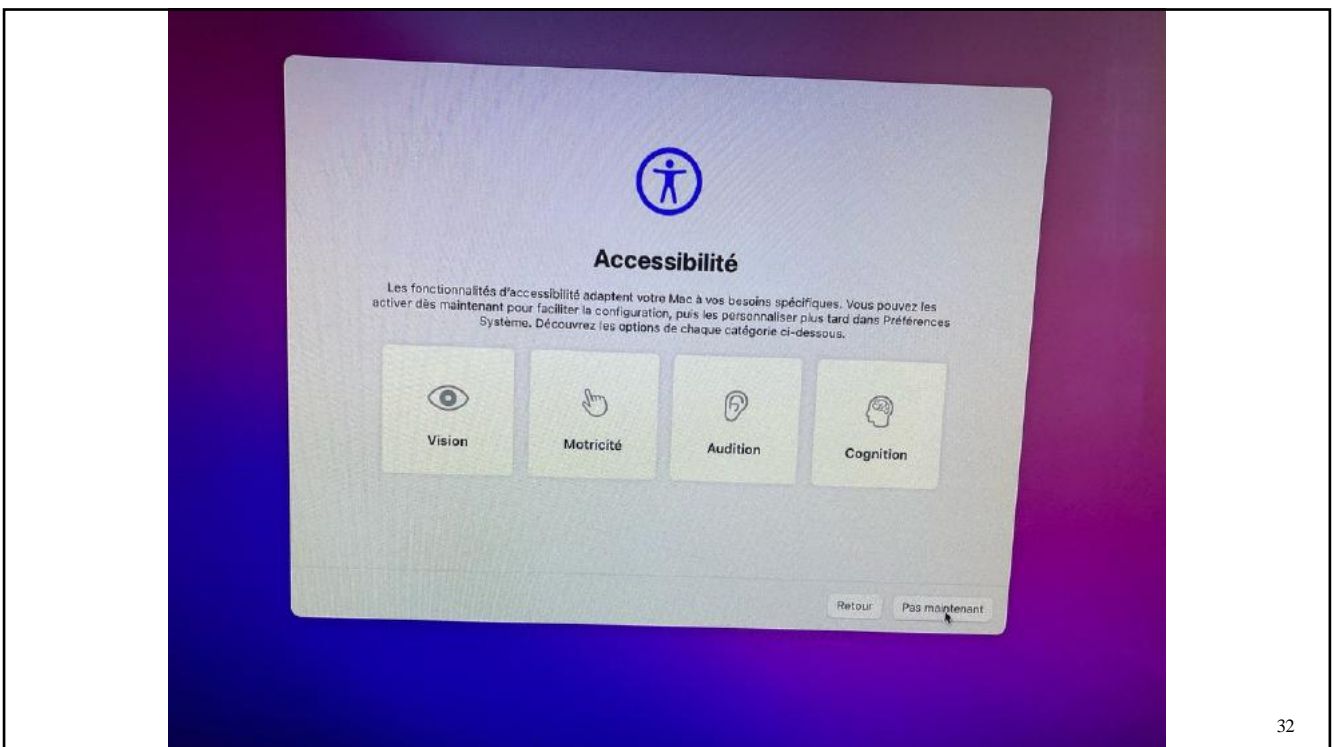 Accessibilité
Les fonctionnalités d'accessibilité adaptent votre Mac à vos besoins spécifiques. Vous pouvez les
activer dès maintenant pour faciliter la configuration, puis les personnaliser plus tard dans Préférences
Système. Découvrez les options de chaque catégorie ci-dessous.
Vision
Motricité
Audition
Cognition
Retour
Pas maintenant
32